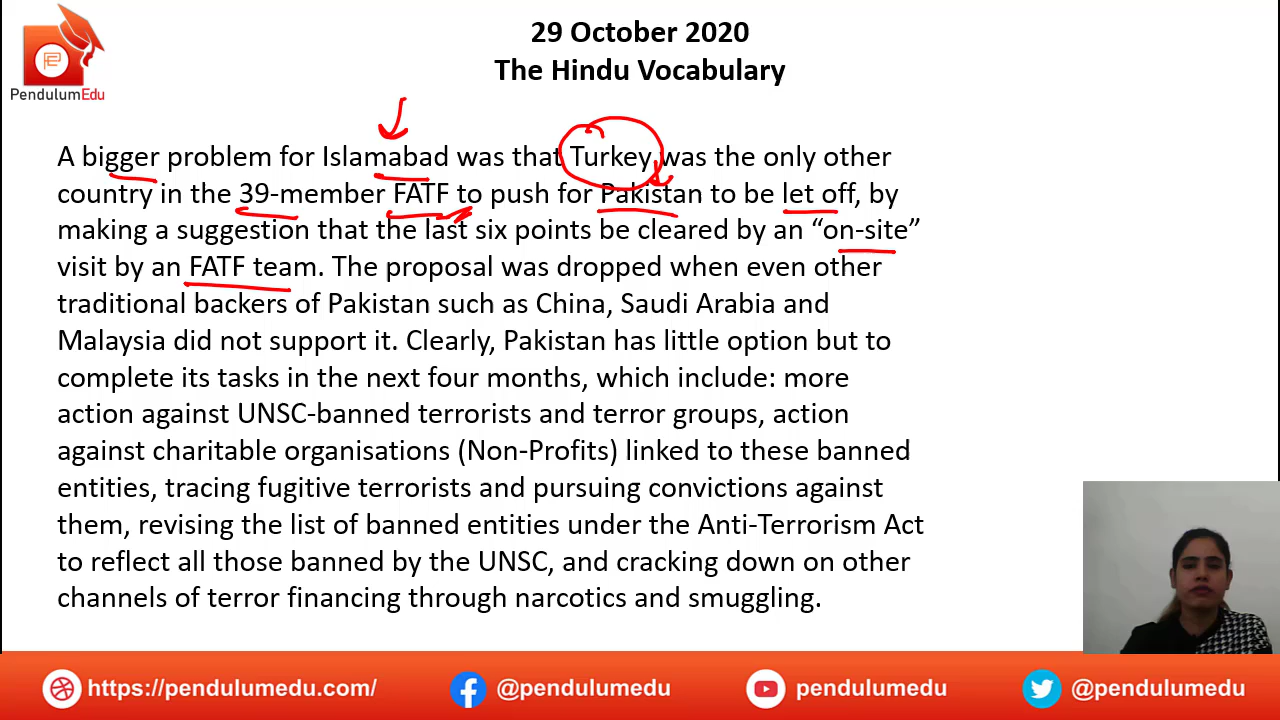 29 October 2020
The Hindu Vocabulary
PendulumEdu
A bigger problem for Islamabad was that Turkey was the only other
country in the 39-member FATF to push for Pakistan to be let off, by
making a suggestion that the last six points be cleared by an “on-site”
visit by an FATF team. The proposal was dropped when even other
traditional backers of Pakistan such as China, Saudi Arabia and
Malaysia did not support it. Clearly, Pakistan has little option but to
complete its tasks in the next four months, which include: more
action against UNSC-banned terrorists and terror groups, action
against charitable organisations (Non-Profits) linked to these banned
entities, tracing fugitive terrorists and pursuing convictions against
them, revising the list of banned entities under the Anti-Terrorism Act
to reflect all those banned by the UNSC, and cracking down on other
channels of terror financing through narcotics and smuggling.
https://pendulumedu.com/ @pendulumedu pendulumedu @pendulumedu